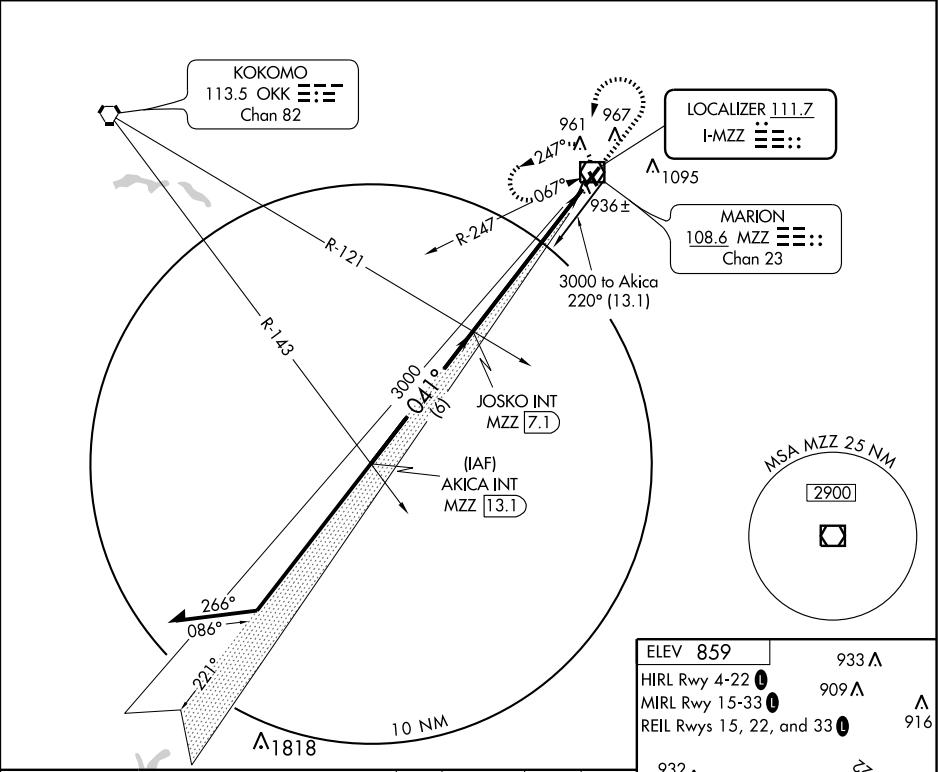 KOKOMO
113.5 OKK
Chan 82
LOCALIZER 111.7
I-MZZ
961
967
247°
067°
1095
936±
MARION
108.6 MZZ
Chan 23
R-247
R-121
R-143
3000 to Akica
220° (13.1)
3000
041°
(6)
JOSKO INT
MZZ 7.1
(IAF)
AKICA INT
MZZ 13.1
MSA MZZ 25 NM
2900
266°
086°
221°
10 NM
1818
ELEV 859
933
HIRL Rwy 4-22 L
909
MIRL Rwy 15-33 L
REIL Rwys 15, 22, and 33 L
916
932
22